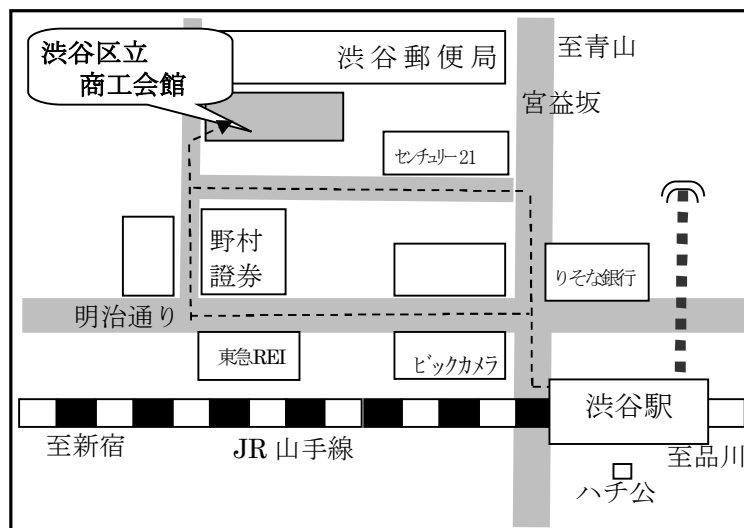 渋谷区立
商工会館
渋谷郵便局
至青山
宮益坂
センチュリー21
野村
證券
りそな銀行
明治通り
東急REI
ビックカメラ
渋谷駅
至新宿
JR山手線
至品川
ハチ公